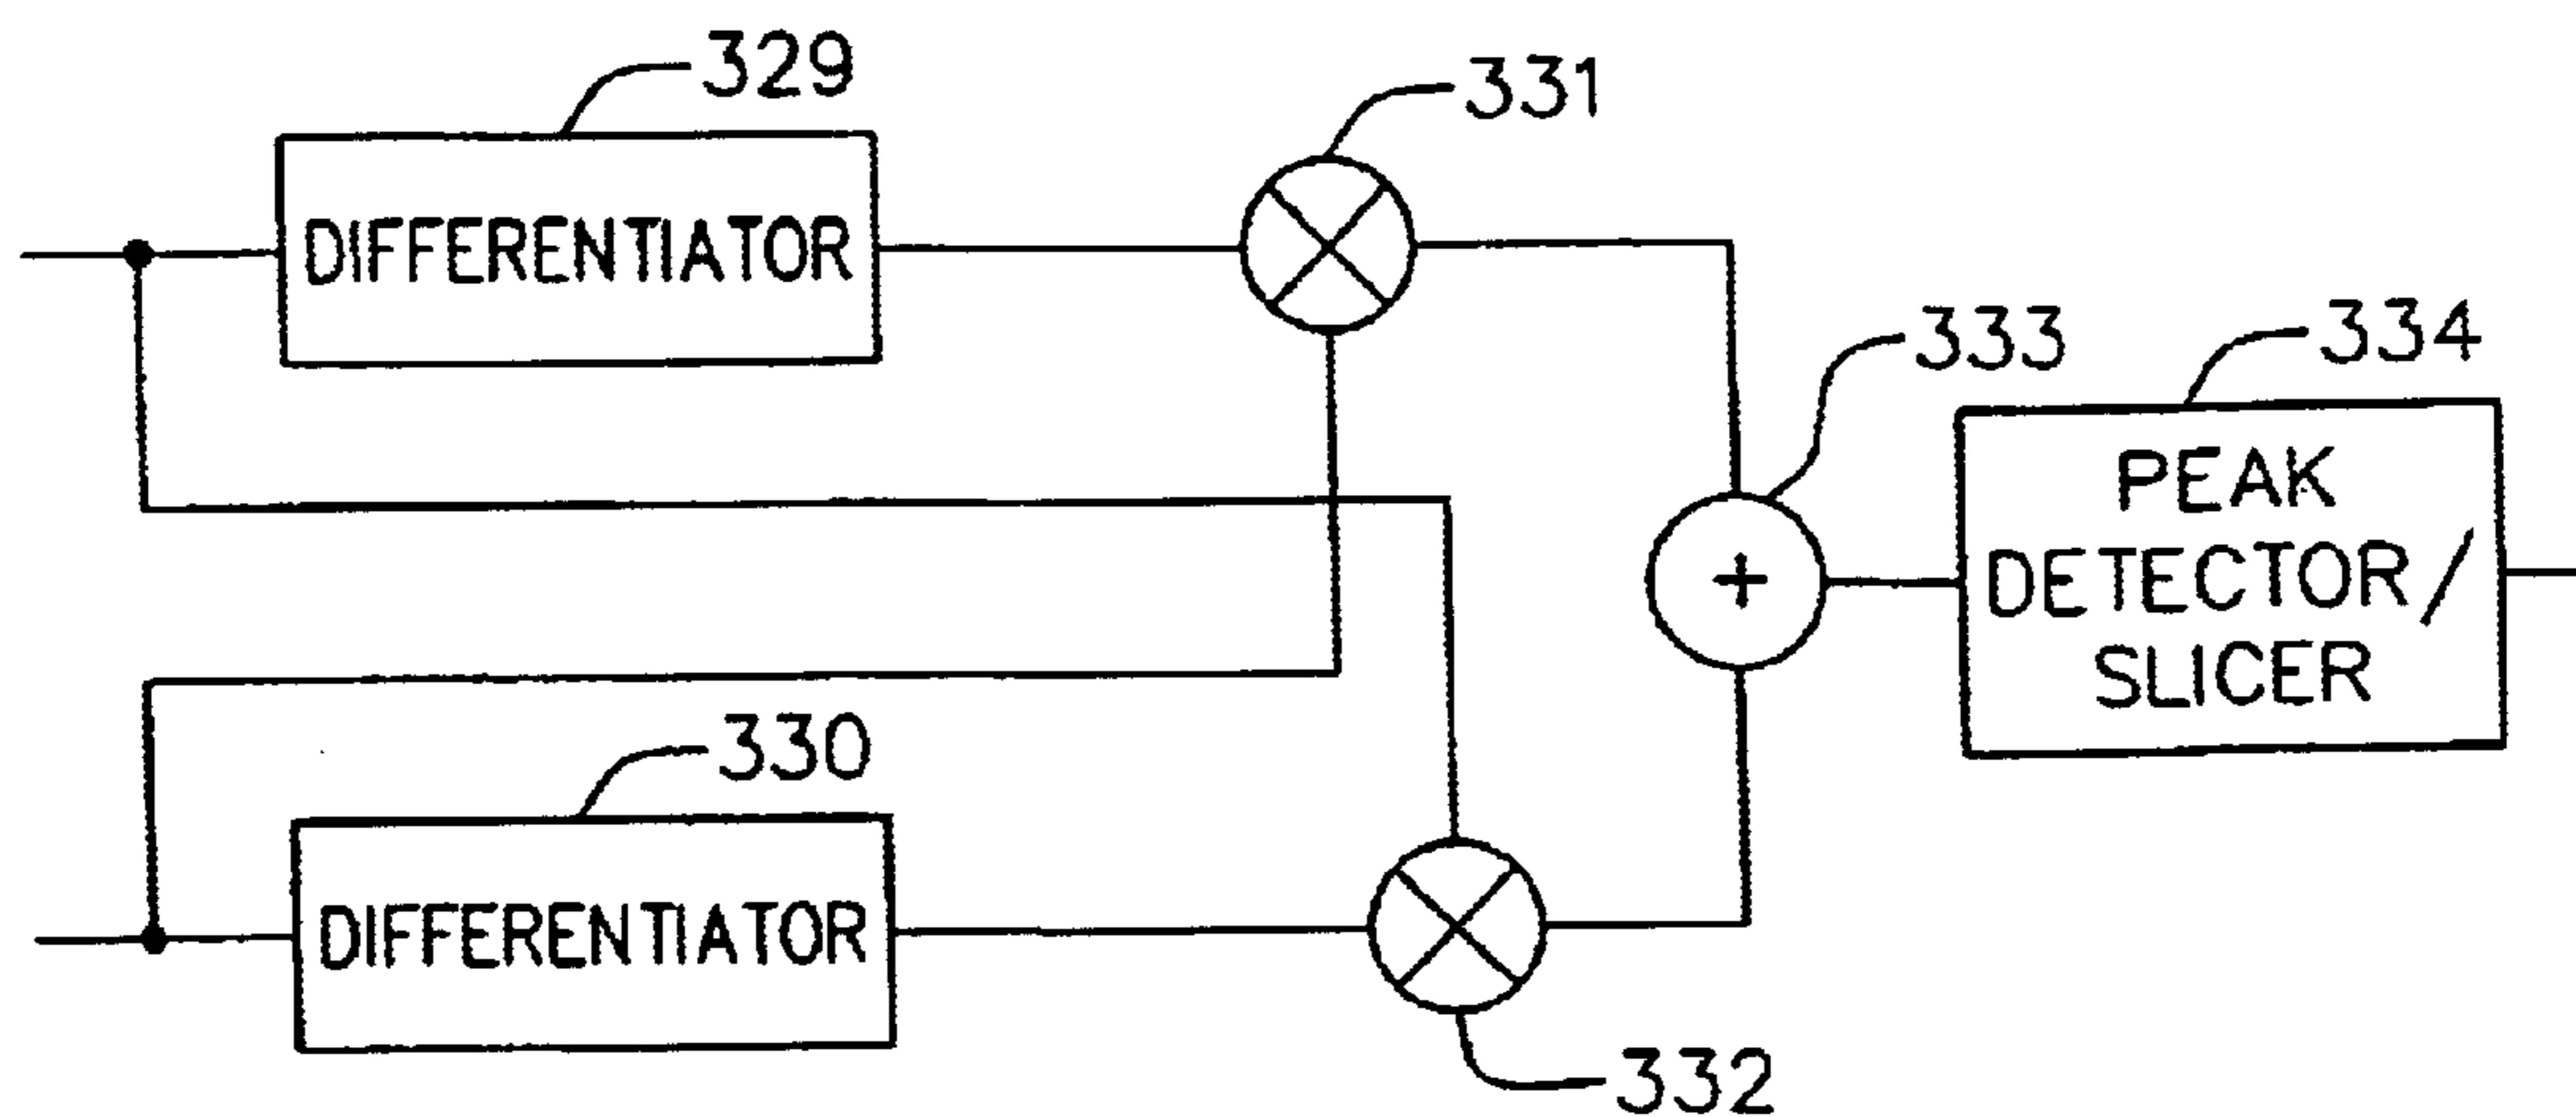 329
331
DIFFERENTIATOR
333
334
PEAK
DETECTOR/
SLICER
330
DIFFERENTIATOR
332